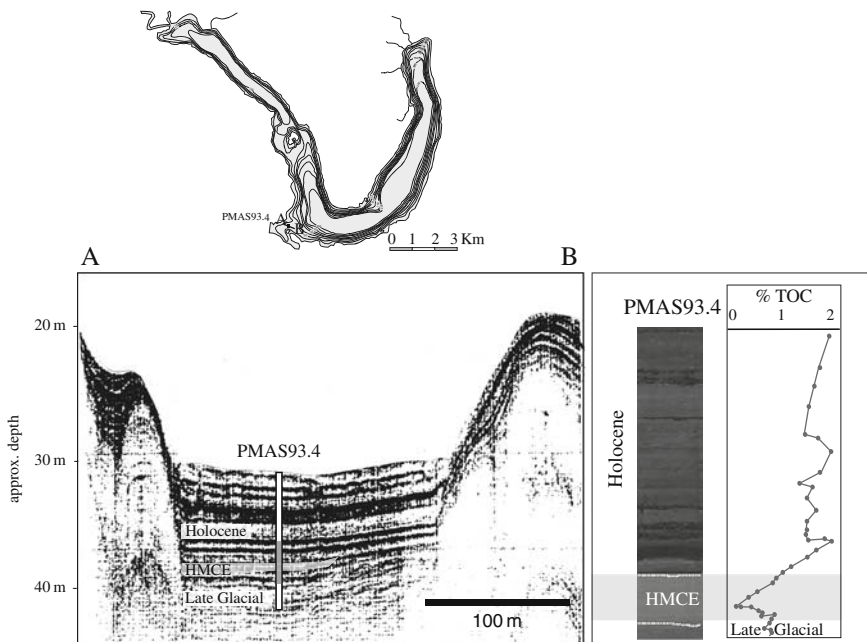 PMAS93.4
A
B
0 1 2 3 Km
A
B
20 m
30 m
40 m
approx. depth
PMAS93.4
Holocene
HMCE
Late Glacial
100 m
PMAS93.4
% TOC
0 1 2
Holocene
HMCE
Late Glacial